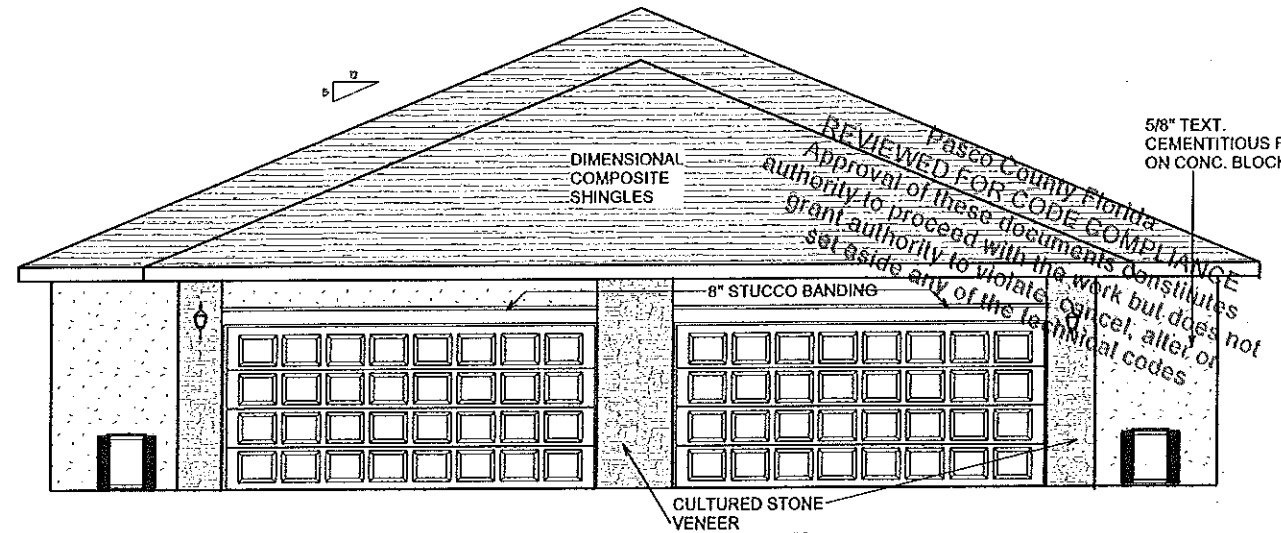 12
5
DIMENSIONAL
COMPOSITE
SHINGLES
5/8" TEXT.
CEMENTITIOUS
ON CONC. BLOCK
Pasco County Florida
REVIEWED FOR CODE COMPLIANCE
Approval of these documents constitutes
authority to proceed with the work but does not
grant authority to violate, cancel, alter, or
set aside any of the technical codes
8" STUCCO BANDING
CULTURED STONE
VENEER